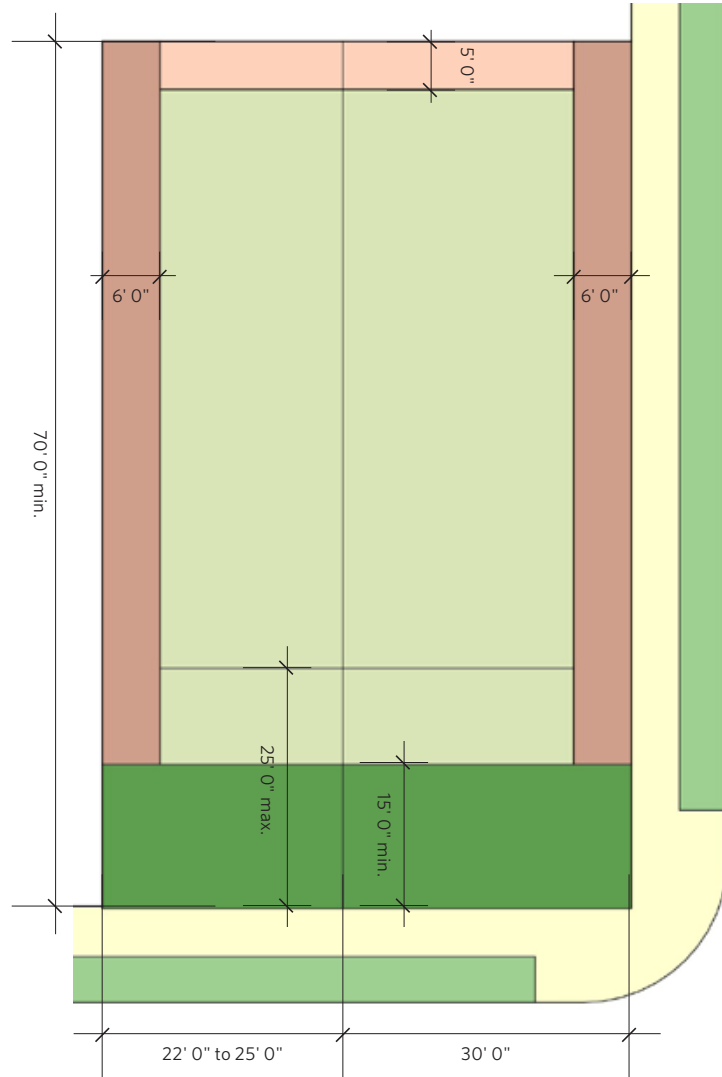 5' 0"
6' 0"
6' 0"
70' 0" min.
25' 0" max.
15' 0" min.
22' 0" to 25' 0"
30' 0"